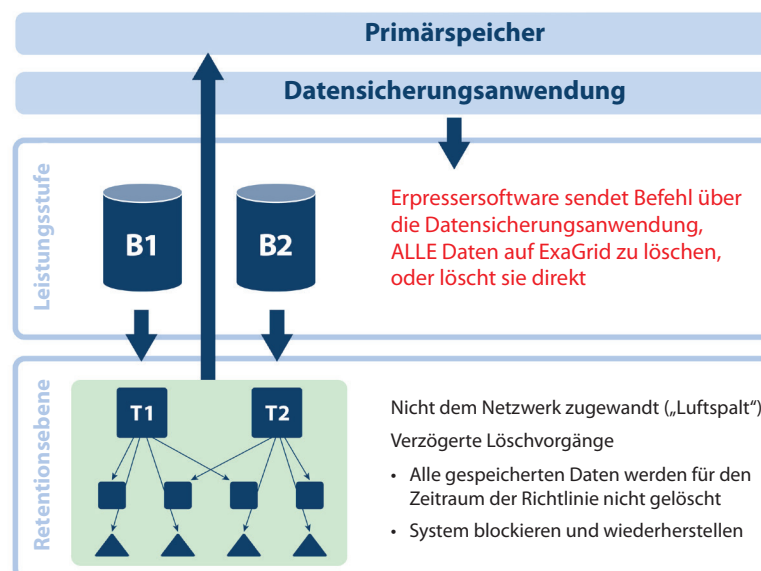 Primärspeicher
Datensicherungsanwendung
Leistungsstufe
B1
B2
Erpressersoftware sendet Befehl über
die Datensicherungsanwendung,
ALLE Daten auf ExaGrid zu löschen,
oder löscht sie direkt
Retentionsebene
T1
T2
Nicht dem Netzwerk zugewandt („Luftspalt“)
Verzögerte Löschvorgänge
• Alle gespeicherten Daten werden für den
Zeitraum der Richtlinie nicht gelöscht
• System blockieren und wiederherstellen